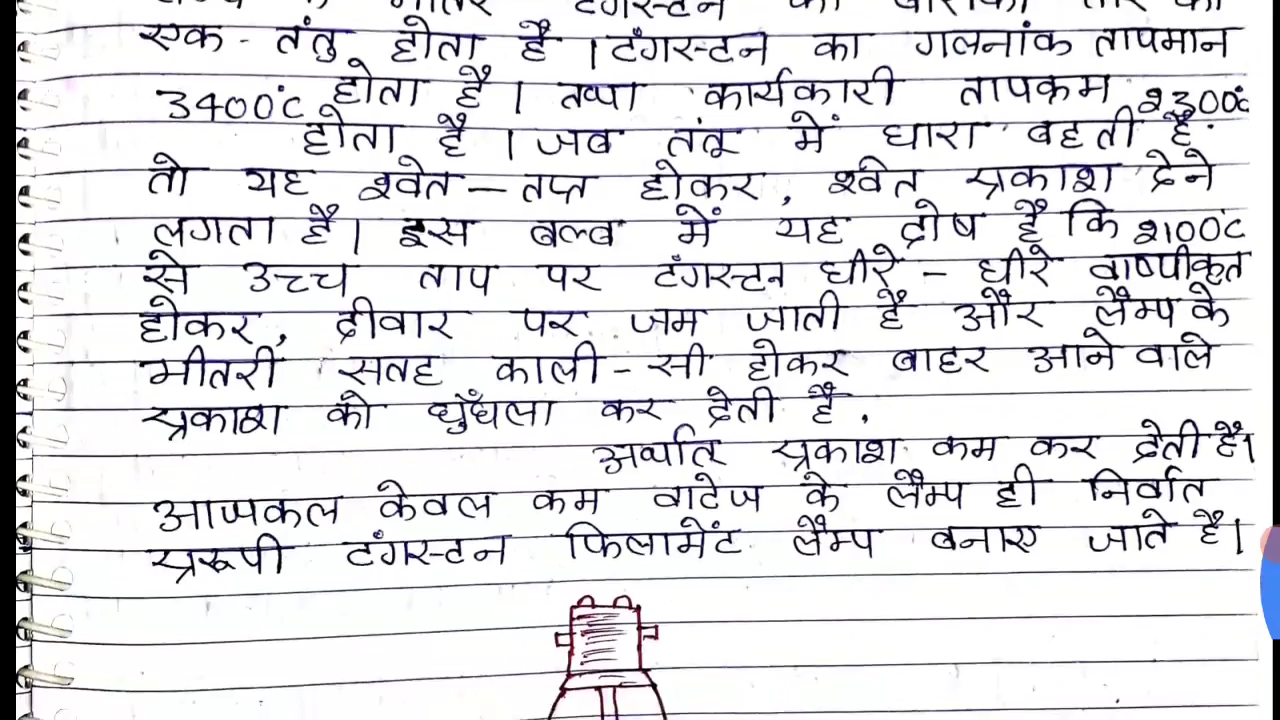 टंगस्टन
एक - तंतु होता है । टंगस्टन का गलनांक तापमान
3400°C होता है । तथा कार्यकारी तापक्रम 2300°C
होता है । जब तंतू में धारा बहती है
तो यह श्वेत – तप्त होकर, श्वेत प्रकाश देने
लगता है । इस बल्ब में यह दोष है कि 2100°C
से उच्च ताप पर टंगस्टन धीरे – धीरे वाष्पीकृत
होकर, दीवार पर जम जाती है और लैम्प के
भीतरी सतह काली – सी होकर बाहर आने वाले
प्रकाश को धुँधला कर देती है .
अर्थात प्रकाश कम कर देती है।
आजकल केवल कम वाटेज के लैम्प ही निर्वात
प्ररूपी टंगस्टन फिलामेंट लैम्प बनाए जाते है।